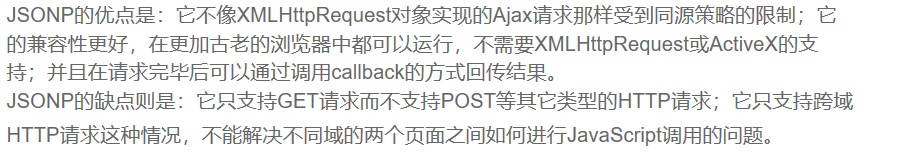 JSONP的优点是：它不像XMLHttpRequest对象实现的Ajax请求那样受到同源策略的限制；它
的兼容性更好，在更加古老的浏览器中都可以运行，不需要XMLHttpRequest或ActiveX的支
持；并且在请求完毕后可以通过调用callback的方式回传结果。
JSONP的缺点则是：它只支持GET请求而不支持POST等其它类型的HTTP请求；它只支持跨域
HTTP请求这种情况，不能解决不同域的两个页面之间如何进行JavaScript调用的问题。